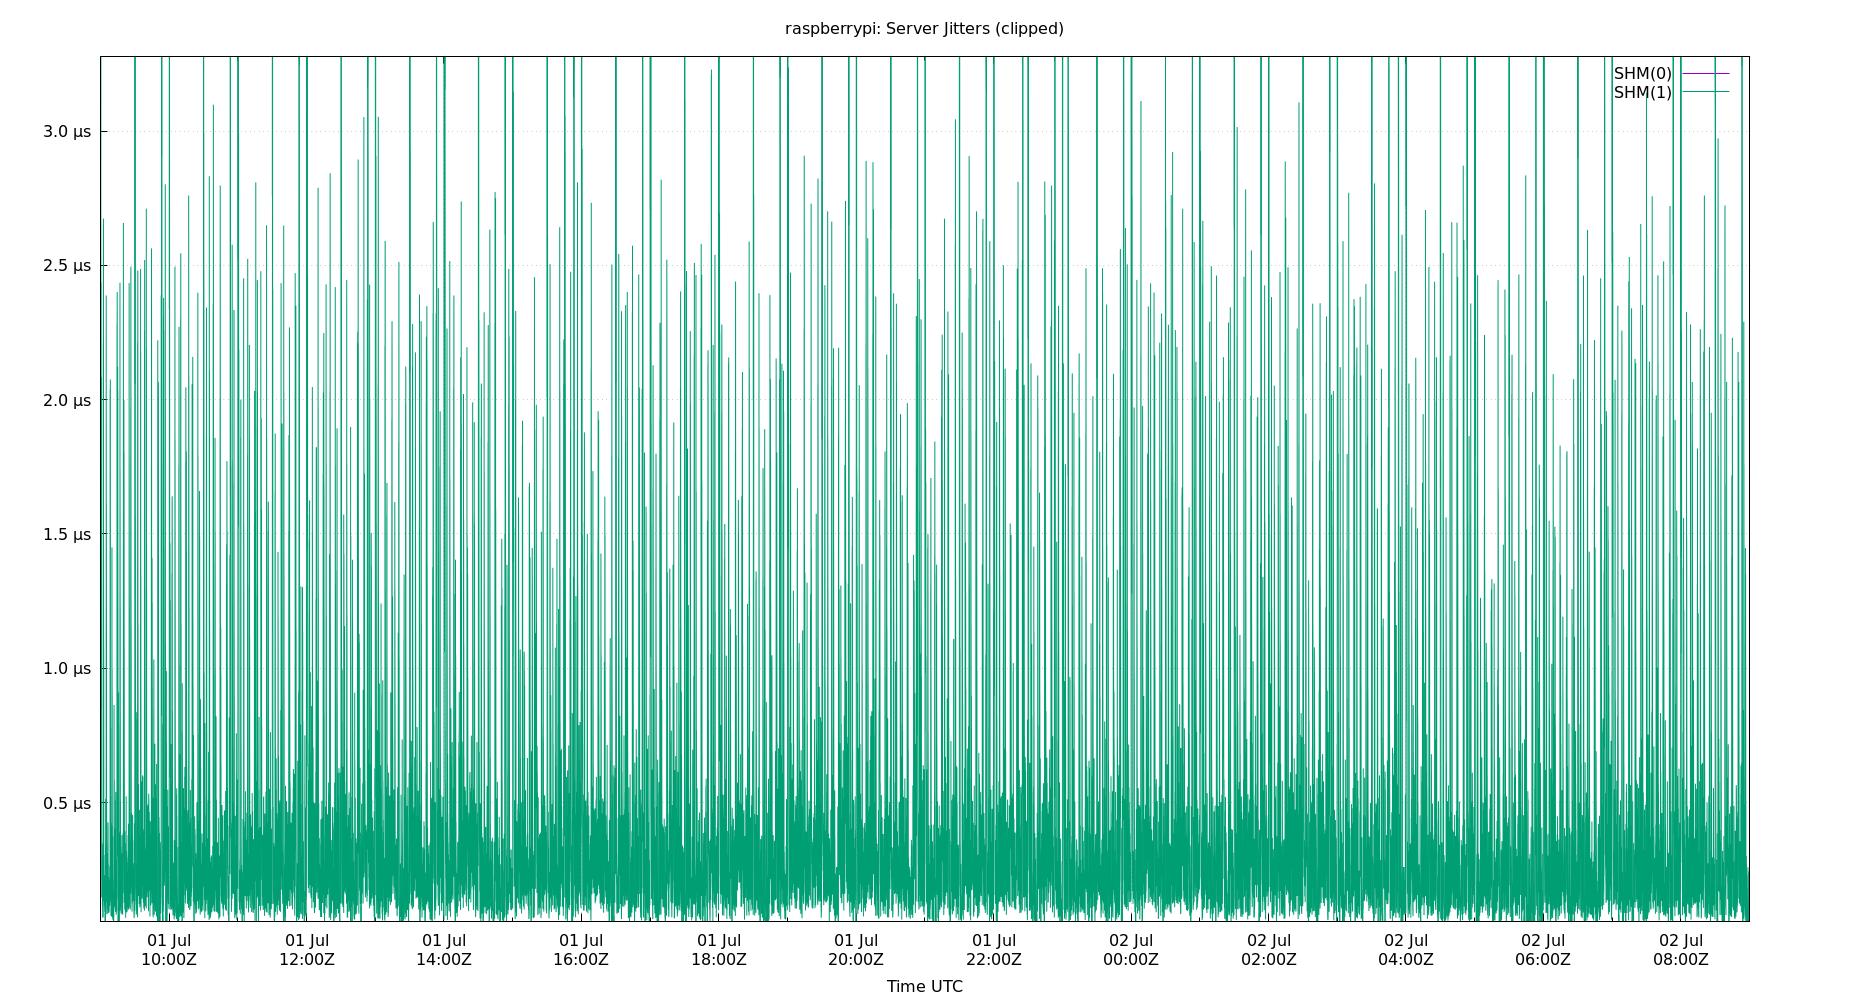 raspberrypi: Server Jitters (clipped)
SHM(0)
SHM(1)
3.0 µs
2.5 µs
2.0 µs
1.5 µs
1.0 µs
0.5 µs
01 Jul 01 Jul 01 Jul 01 Jul 01 Jul 01 Jul 01 Jul 02 Jul 02 Jul 02 Jul 02 Jul 02 Jul
10:00Z 12:00Z 14:00Z 16:00Z 18:00Z 20:00Z 22:00Z 00:00Z 02:00Z 04:00Z 06:00Z 08:00Z
Time UTC